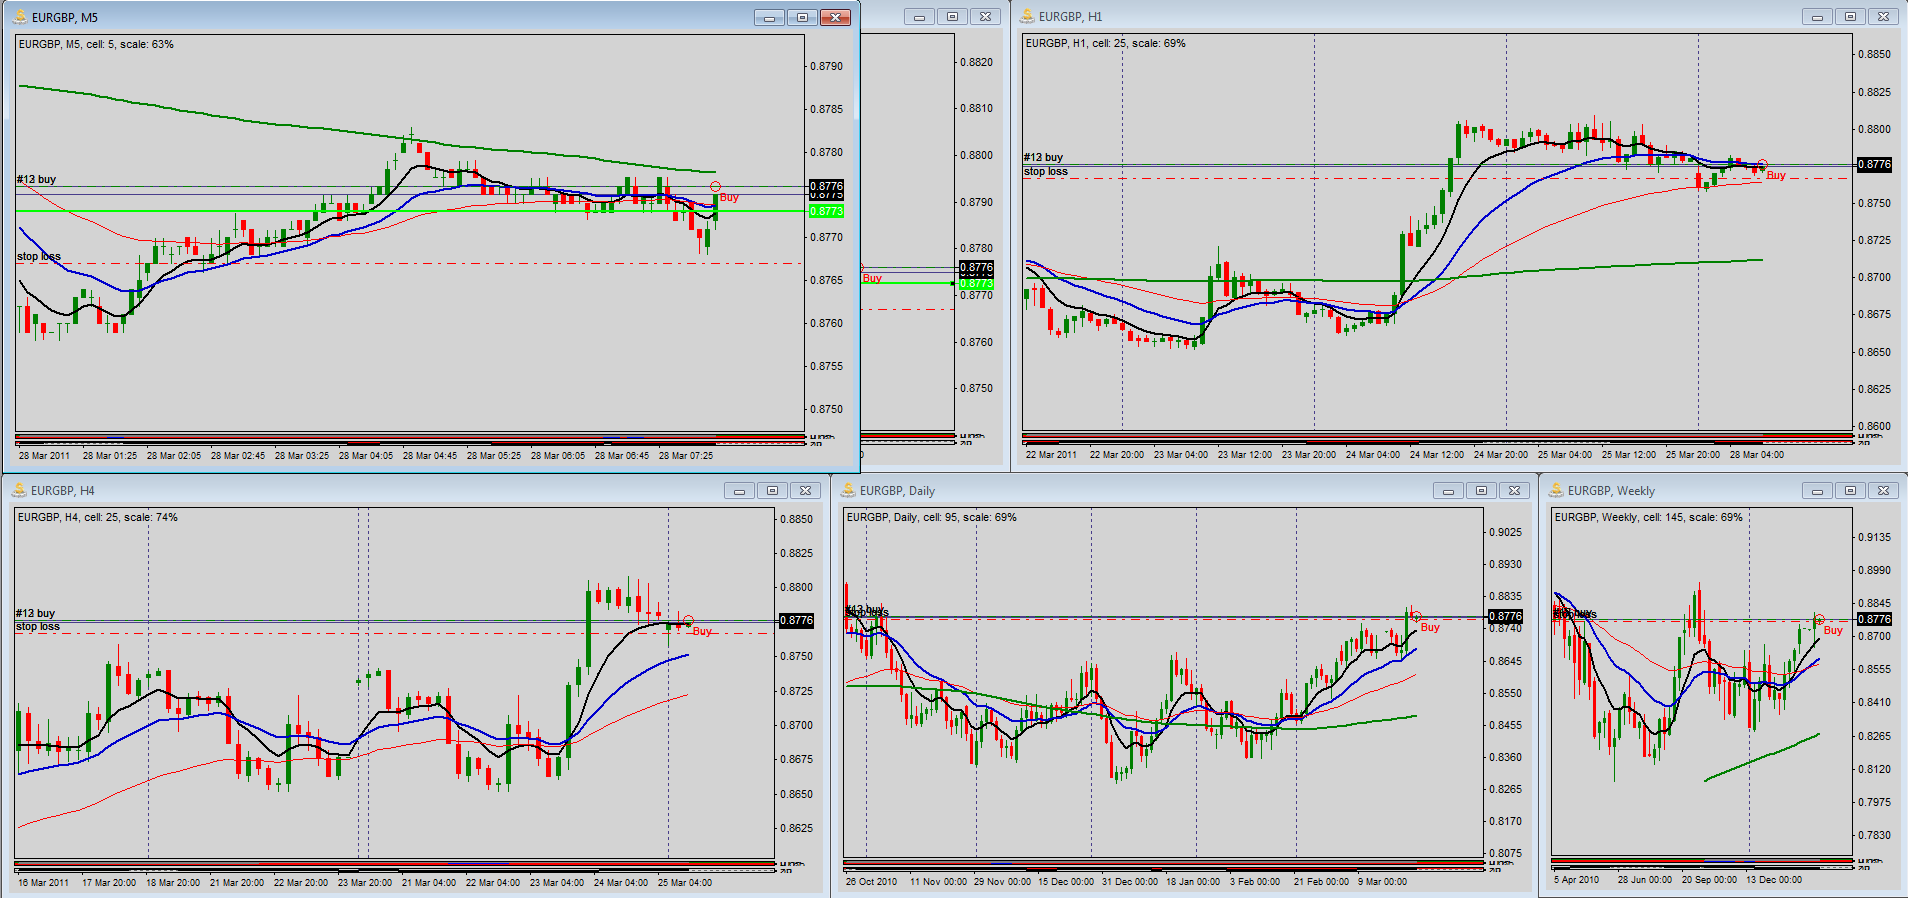 EURGBP, M5
EURGBP, M5, cell: 5, scale: 63%
0.8790
0.8785
0.8780
#13 buy
0.8776
Buy
0.8773
0.8770
stop loss
0.8765
0.8760
0.8755
0.8750
28 Mar 2011 28 Mar 01:25 28 Mar 02:05 28 Mar 02:45 28 Mar 03:25 28 Mar 04:05 28 Mar 04:45 28 Mar 05:25 28 Mar 06:05 28 Mar 06:45 28 Mar 07:25
0.8820
0.8810
0.8800
0.8790
0.8780
0.8776
Buy
0.8773
0.8770
0.8760
0.8750
EURGBP, H1
EURGBP, H1, cell: 25, scale: 69%
0.8850
0.8825
0.8800
#13 buy
0.8776
stop loss
Buy
0.8750
0.8725
0.8700
0.8675
0.8650
0.8625
0.8600
22 Mar 2011 22 Mar 20:00 23 Mar 04:00 23 Mar 12:00 23 Mar 20:00 24 Mar 04:00 24 Mar 12:00 24 Mar 20:00 25 Mar 04:00 25 Mar 12:00 25 Mar 20:00 28 Mar 04:00
EURGBP, H4
EURGBP, H4, cell: 25, scale: 74%
0.8850
0.8825
0.8800
#13 buy
0.8776
stop loss
Buy
0.8750
0.8725
0.8700
0.8675
0.8650
0.8625
16 Mar 2011 17 Mar 20:00 18 Mar 20:00 21 Mar 20:00 22 Mar 20:00 23 Mar 20:00 21 Mar 04:00 22 Mar 04:00 23 Mar 04:00 24 Mar 04:00 25 Mar 04:00
EURGBP, Daily
EURGBP, Daily, cell: 95, scale: 69%
0.9025
0.8930
0.8835
0.8776
Buy
0.8740
0.8645
0.8550
0.8455
0.8360
0.8265
0.8170
0.8075
26 Oct 2010 11 Nov 00:00 29 Nov 00:00 15 Dec 00:00 31 Dec 00:00 18 Jan 00:00 3 Feb 00:00 21 Feb 00:00 9 Mar 00:00
EURGBP, Weekly
EURGBP, Weekly, cell: 145, scale: 69%
0.9135
0.8990
0.8845
0.8776
Buy
0.8700
0.8555
0.8410
0.8265
0.8120
0.7975
0.7830
5 Apr 2010 28 Jun 00:00 20 Sep 00:00 13 Dec 00:00